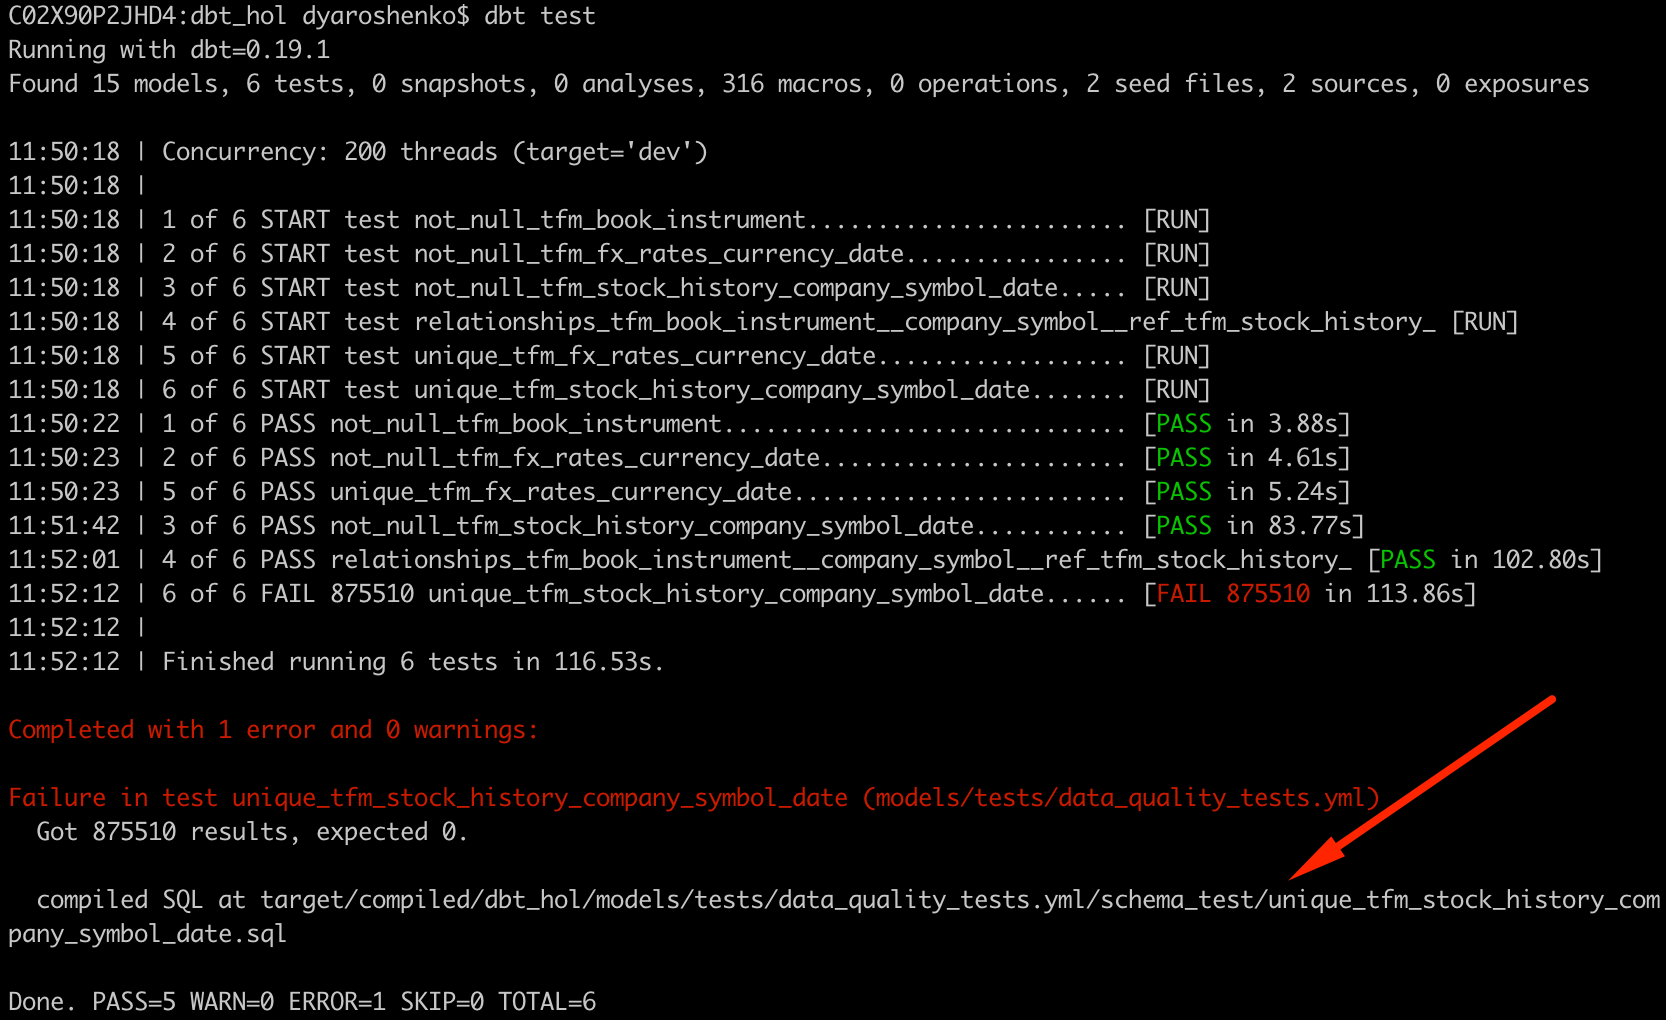 C02X90P2JHD4:dbt_hol dyaroshenko$ dbt test
Running with dbt=0.19.1
Found 15 models, 6 tests, 0 snapshots, 0 analyses, 316 macros, 0 operations, 2 seed files, 2 sources, 0 exposures
11:50:18 | Concurrency: 200 threads (target='dev')
11:50:18 |
11:50:18 | 1 of 6 START test not_null_tfm_book_instrument....................... [RUN]
11:50:18 | 2 of 6 START test not_null_tfm_fx_rates_currency_date................ [RUN]
11:50:18 | 3 of 6 START test not_null_tfm_stock_history_company_symbol_date..... [RUN]
11:50:18 | 4 of 6 START test relationships_tfm_book_instrument__company_symbol__ref_tfm_stock_history_ [RUN]
11:50:18 | 5 of 6 START test unique_tfm_fx_rates_currency_date.................. [RUN]
11:50:18 | 6 of 6 START test unique_tfm_stock_history_company_symbol_date....... [RUN]
11:50:22 | 1 of 6 PASS not_null_tfm_book_instrument............................. [PASS in 3.88s]
11:50:23 | 2 of 6 PASS not_null_tfm_fx_rates_currency_date...................... [PASS in 4.61s]
11:50:23 | 5 of 6 PASS unique_tfm_fx_rates_currency_date........................ [PASS in 5.24s]
11:51:42 | 3 of 6 PASS not_null_tfm_stock_history_company_symbol_date........... [PASS in 83.77s]
11:52:01 | 4 of 6 PASS relationships_tfm_book_instrument__company_symbol__ref_tfm_stock_history_ [PASS in 102.80s]
11:52:12 | 6 of 6 FAIL 875510 unique_tfm_stock_history_company_symbol_date...... [FAIL 875510 in 113.86s]
11:52:12 |
11:52:12 | Finished running 6 tests in 116.53s.
Completed with 1 error and 0 warnings:
Failure in test unique_tfm_stock_history_company_symbol_date (models/tests/data_quality_tests.yml)
Got 875510 results, expected 0.
compiled SQL at target/compiled/dbt_hol/models/tests/data_quality_tests.yml/schema_test/unique_tfm_stock_history_com
pany_symbol_date.sql
Done. PASS=5 WARN=0 ERROR=1 SKIP=0 TOTAL=6